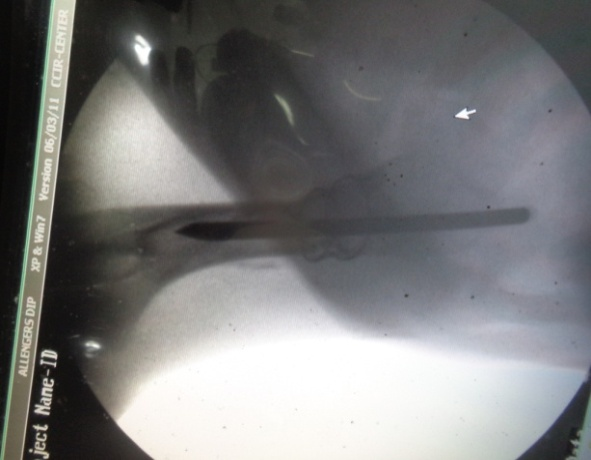 ALLENGERS DIP XP & Win7 Version 06/03/11 CCIR-CENTER
ject Name-ID